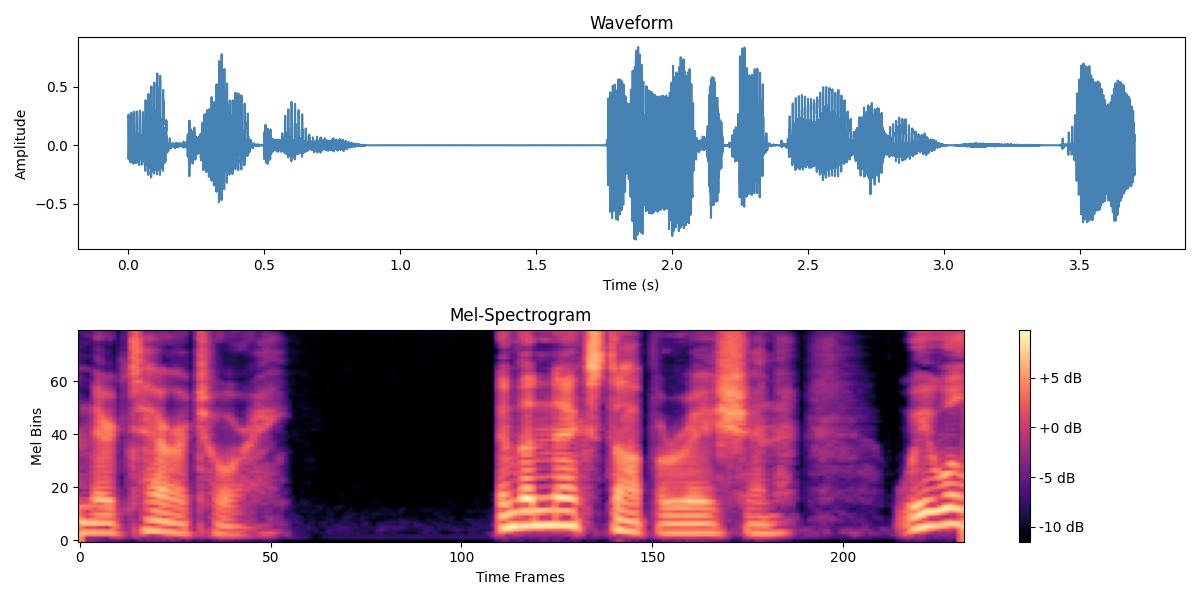 Waveform
Amplitude
0.5
0.0
−0.5
0.0 0.5 1.0 1.5 2.0 2.5 3.0 3.5
Time (s)
Mel-Spectrogram
Mel Bins
60
40
20
0
0 50 100 150 200
Time Frames
+5 dB
+0 dB
-5 dB
-10 dB